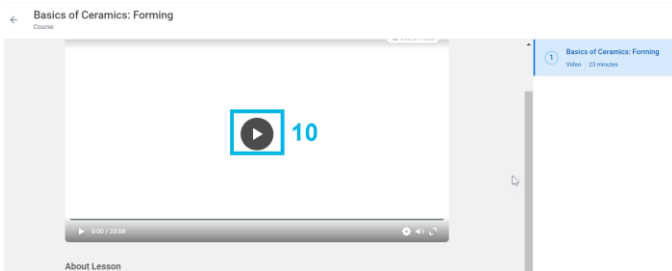 Basics of Ceramics: Forming
Course
10
0:00 / 23:08
About Lesson
1
Basics of Ceramics: Forming
Video | 23 minutes